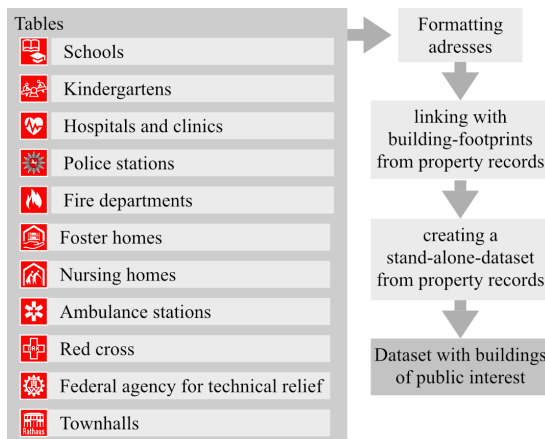 Tables
Schools
Kindergartens
Hospitals and clinics
Police stations
Fire departments
Foster homes
Nursing homes
Ambulance stations
Red cross
Federal agency for technical relief
Rathaus
Townhalls
Formatting
adresses
linking with
building-footprints
from property records
creating a
stand-alone-dataset
from property records
Dataset with buildings
of public interest